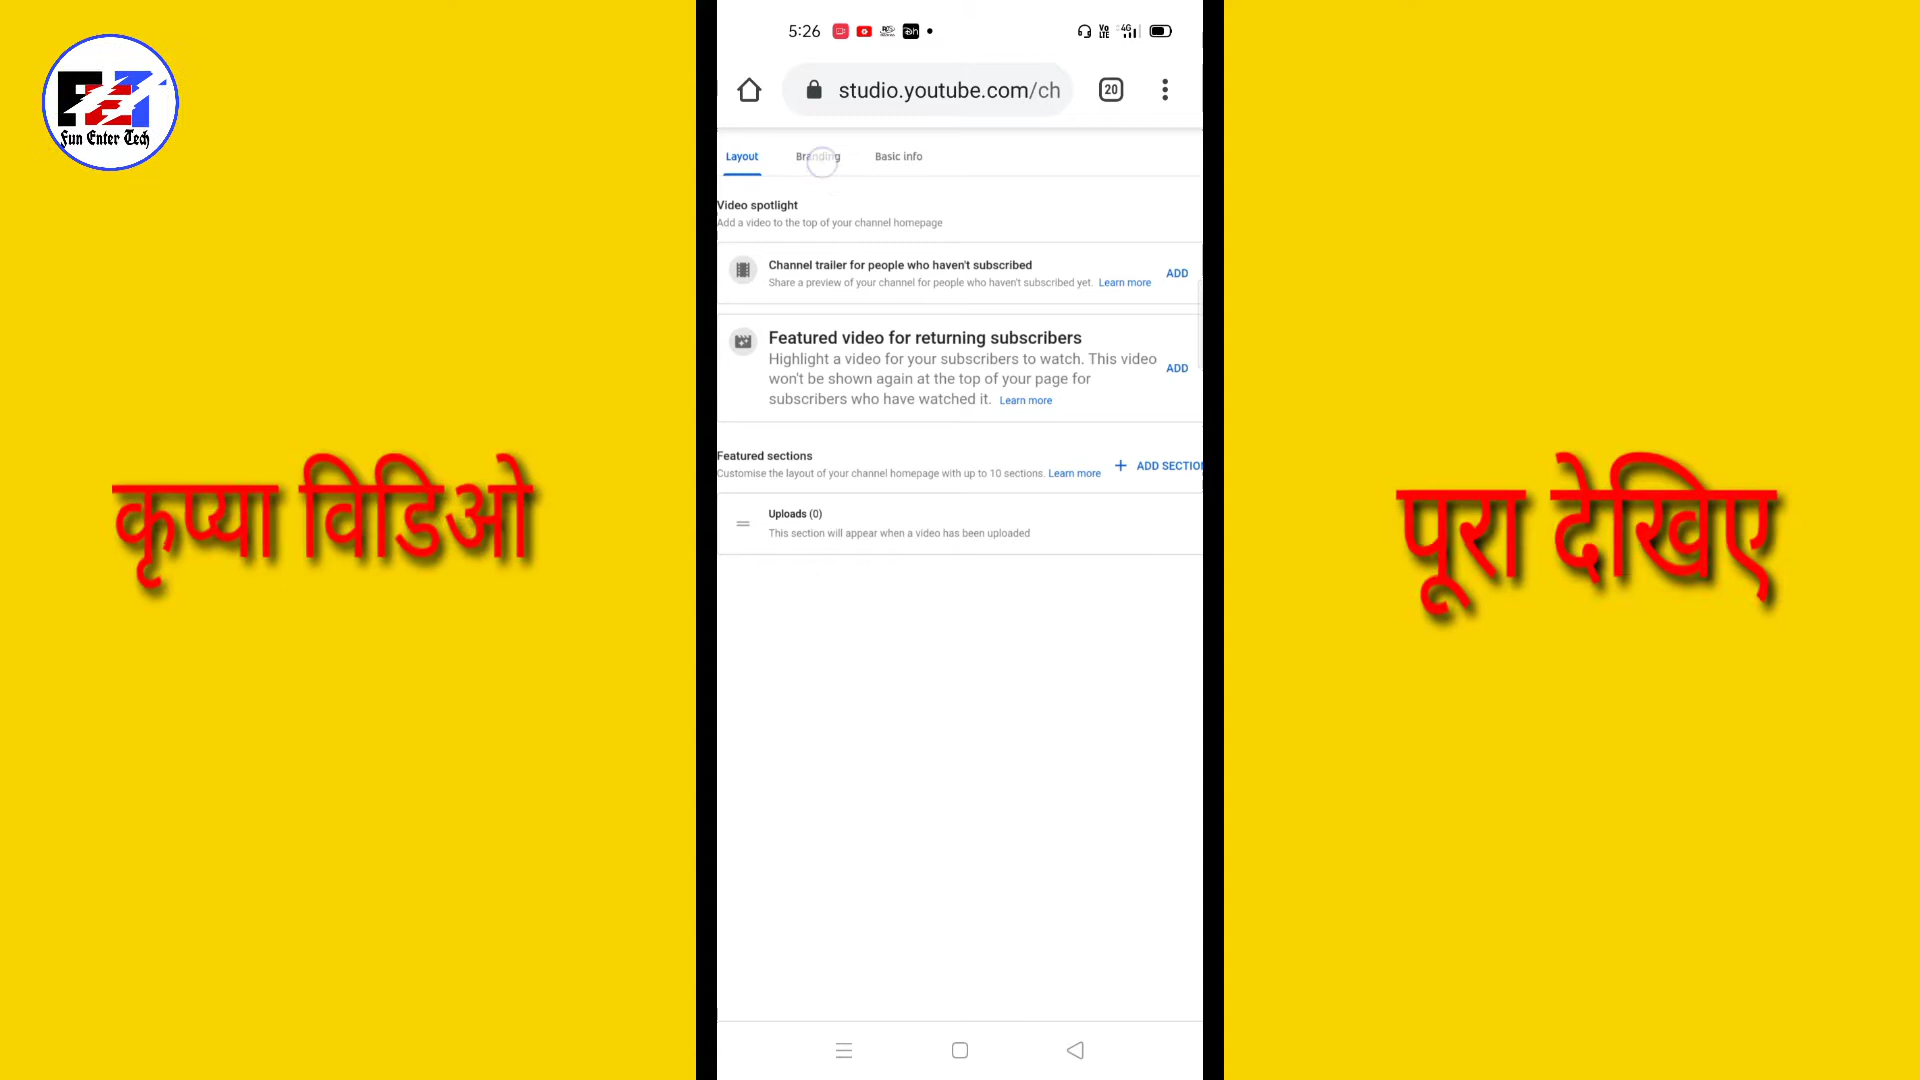 Fun Enter Tech
कृप्या विडिओ
पूरा देखिए
5:26
VoLTE 4G
studio.youtube.com/ch
20
Layout Branding Basic info
Video spotlight
Add a video to the top of your channel homepage
Channel trailer for people who haven't subscribed
Share a preview of your channel for people who haven't subscribed yet. Learn more
ADD
Featured video for returning subscribers
Highlight a video for your subscribers to watch. This video
won't be shown again at the top of your page for
subscribers who have watched it. Learn more
ADD
Featured sections
Customise the layout of your channel homepage with up to 10 sections. Learn more
+ ADD SECTION
Uploads (0)
This section will appear when a video has been uploaded